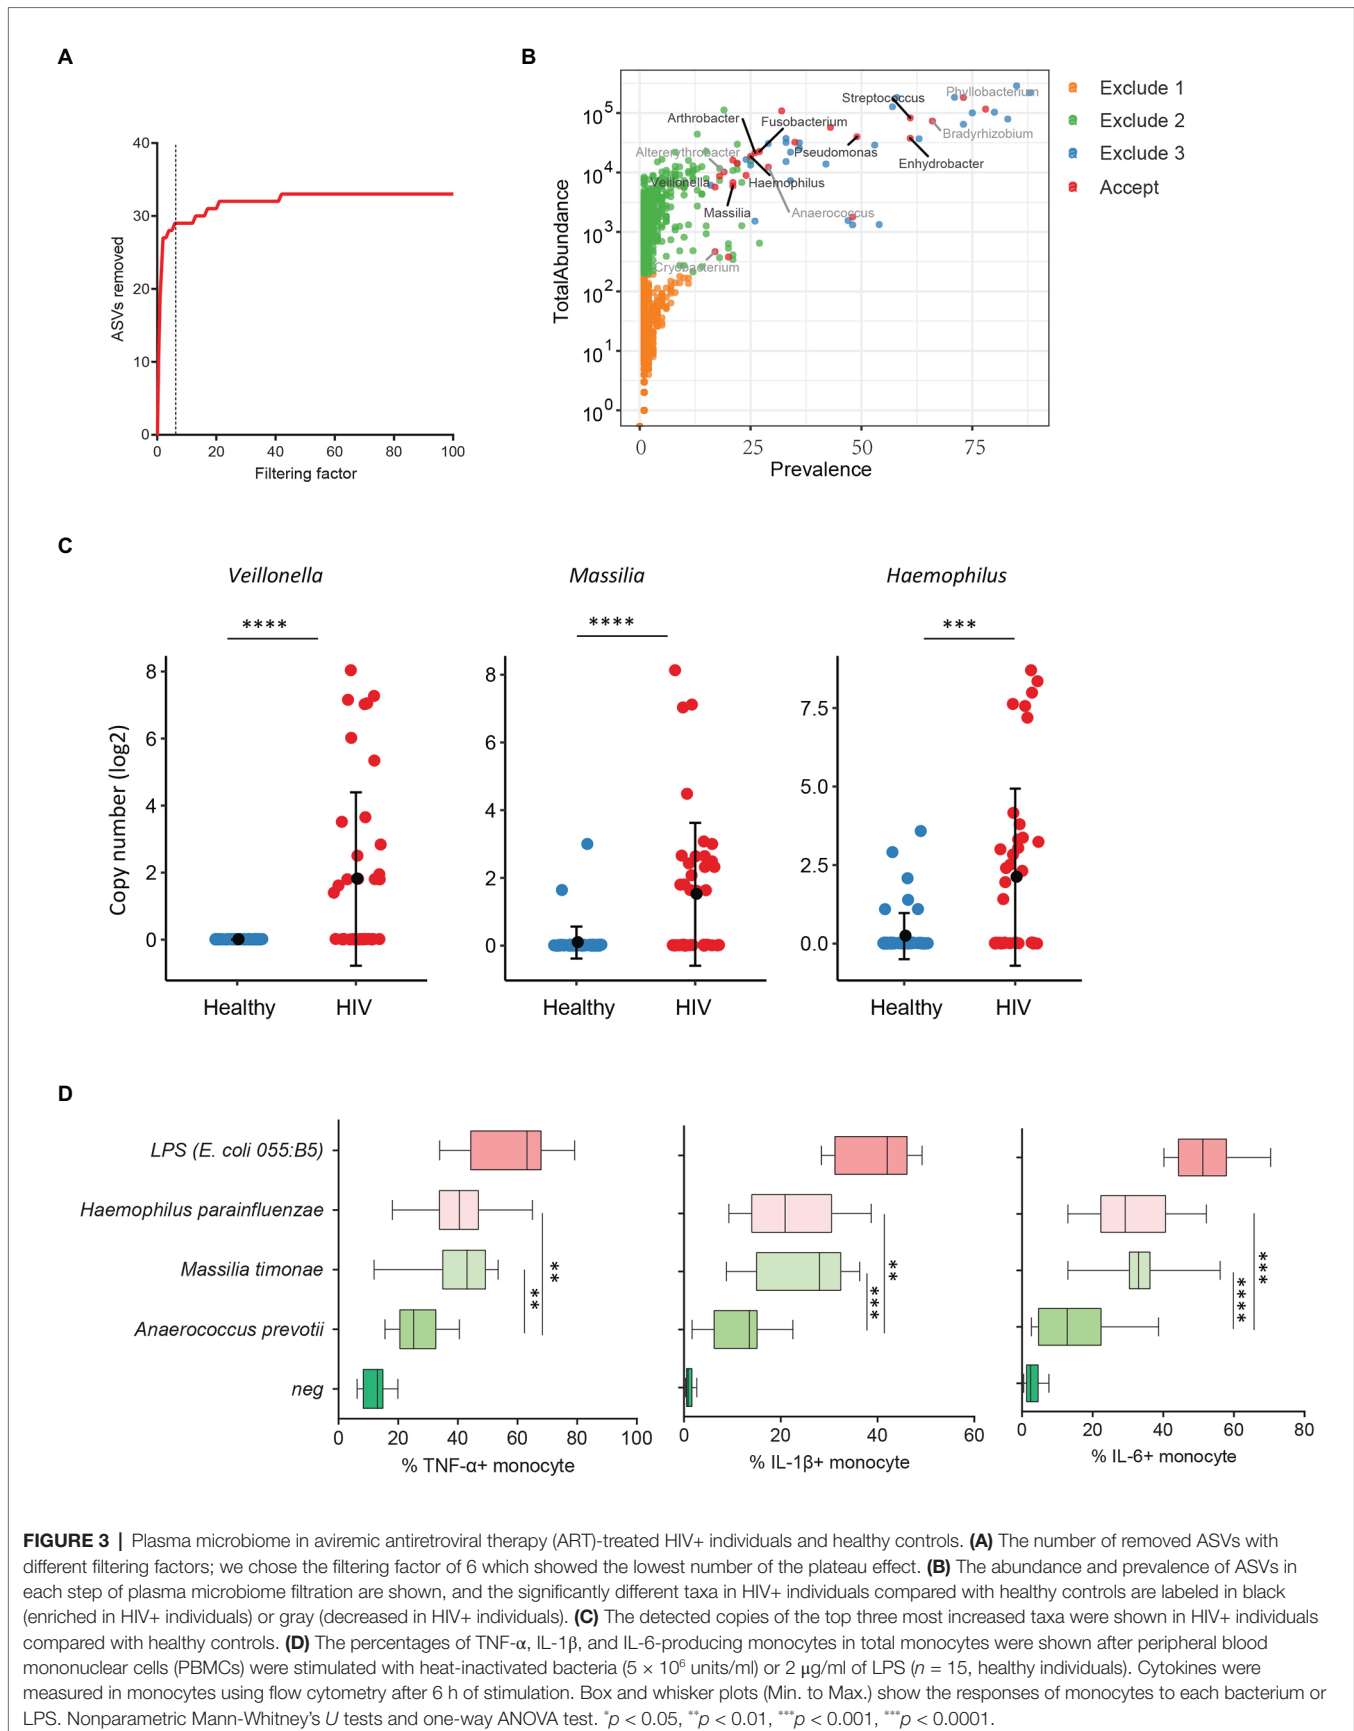 A
B
ASVs removed
40
30
20
10
0
0 20 40 60 80 100
Filtering factor
TotalAbundance
10^5
10^4
10^3
10^2
10^1
10^0
0 25 50 75
Prevalence
Phyllobacterium
Streptococcus
Arthrobacter
Fusobacterium
Bradyrhizobium
Altererythrobacter
Pseudomonas
Enhydrobacter
Veillonella
Haemophilus
Massilia
Anaerococcus
Cryobacterium
Exclude 1
Exclude 2
Exclude 3
Accept
C
Veillonella
Massilia
Haemophilus
****
****
***
Copy number (log2)
8
6
4
2
0
Healthy HIV
8
6
4
2
0
Healthy HIV
7.5
5.0
2.5
0.0
Healthy HIV
D
LPS (E. coli 055:B5)
Haemophilus parainfluenzae
Massilia timonae
Anaerococcus prevotii
neg
**
**
0 20 40 60 80 100
% TNF-α+ monocyte
***
**
0 20 40 60
% IL-1β+ monocyte
****
***
0 20 40 60 80
% IL-6+ monocyte
FIGURE 3 | Plasma microbiome in aviremic antiretroviral therapy (ART)-treated HIV+ individuals and healthy controls. (A) The number of removed ASVs with
different filtering factors; we chose the filtering factor of 6 which showed the lowest number of the plateau effect. (B) The abundance and prevalence of ASVs in
each step of plasma microbiome filtration are shown, and the significantly different taxa in HIV+ individuals compared with healthy controls are labeled in black
(enriched in HIV+ individuals) or gray (decreased in HIV+ individuals). (C) The detected copies of the top three most increased taxa were shown in HIV+ individuals
compared with healthy controls. (D) The percentages of TNF-α, IL-1β, and IL-6-producing monocytes in total monocytes were shown after peripheral blood
mononuclear cells (PBMCs) were stimulated with heat-inactivated bacteria (5 × 10⁶ units/ml) or 2 μg/ml of LPS (n = 15, healthy individuals). Cytokines were
measured in monocytes using flow cytometry after 6 h of stimulation. Box and whisker plots (Min. to Max.) show the responses of monocytes to each bacterium or
LPS. Nonparametric Mann-Whitney's U tests and one-way ANOVA test. *p < 0.05, **p < 0.01, ***p < 0.001, ***p < 0.0001.